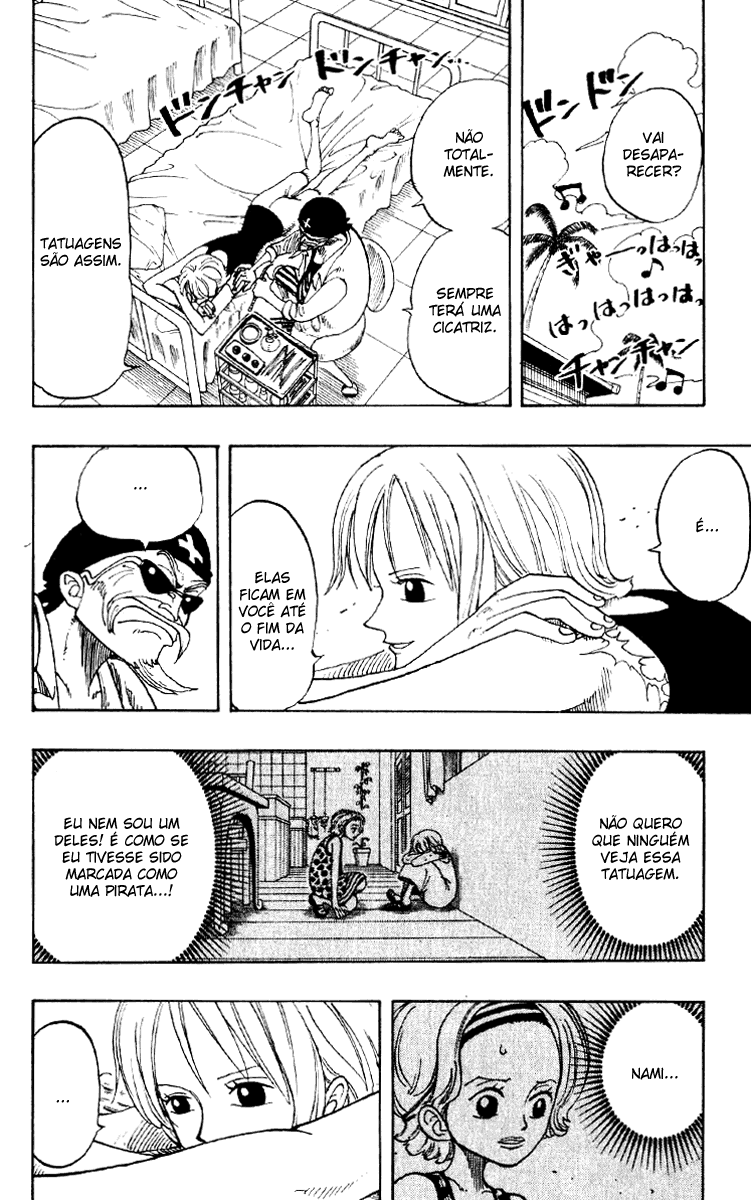 ドンドン
VAI
DESAPA-
RECER?
ぎゃーっはっはっ
はっはっはっはっ
チャンチャン
ドンチャンドンチャン...
NÃO
TOTAL-
MENTE.
SEMPRE
TERÁ UMA
CICATRIZ.
TATUAGENS
SÃO ASSIM.
É...
ELAS
FICAM EM
VOCÊ ATÉ
O FIM DA
VIDA...
...
NÃO QUERO
QUE NINGUÉM
VEJA ESSA
TATUAGEM.
EU NEM SOU UM
DELES! É COMO SE
EU TIVESSE SIDO
MARCADA COMO
UMA PIRATA...!
NAMI...
...